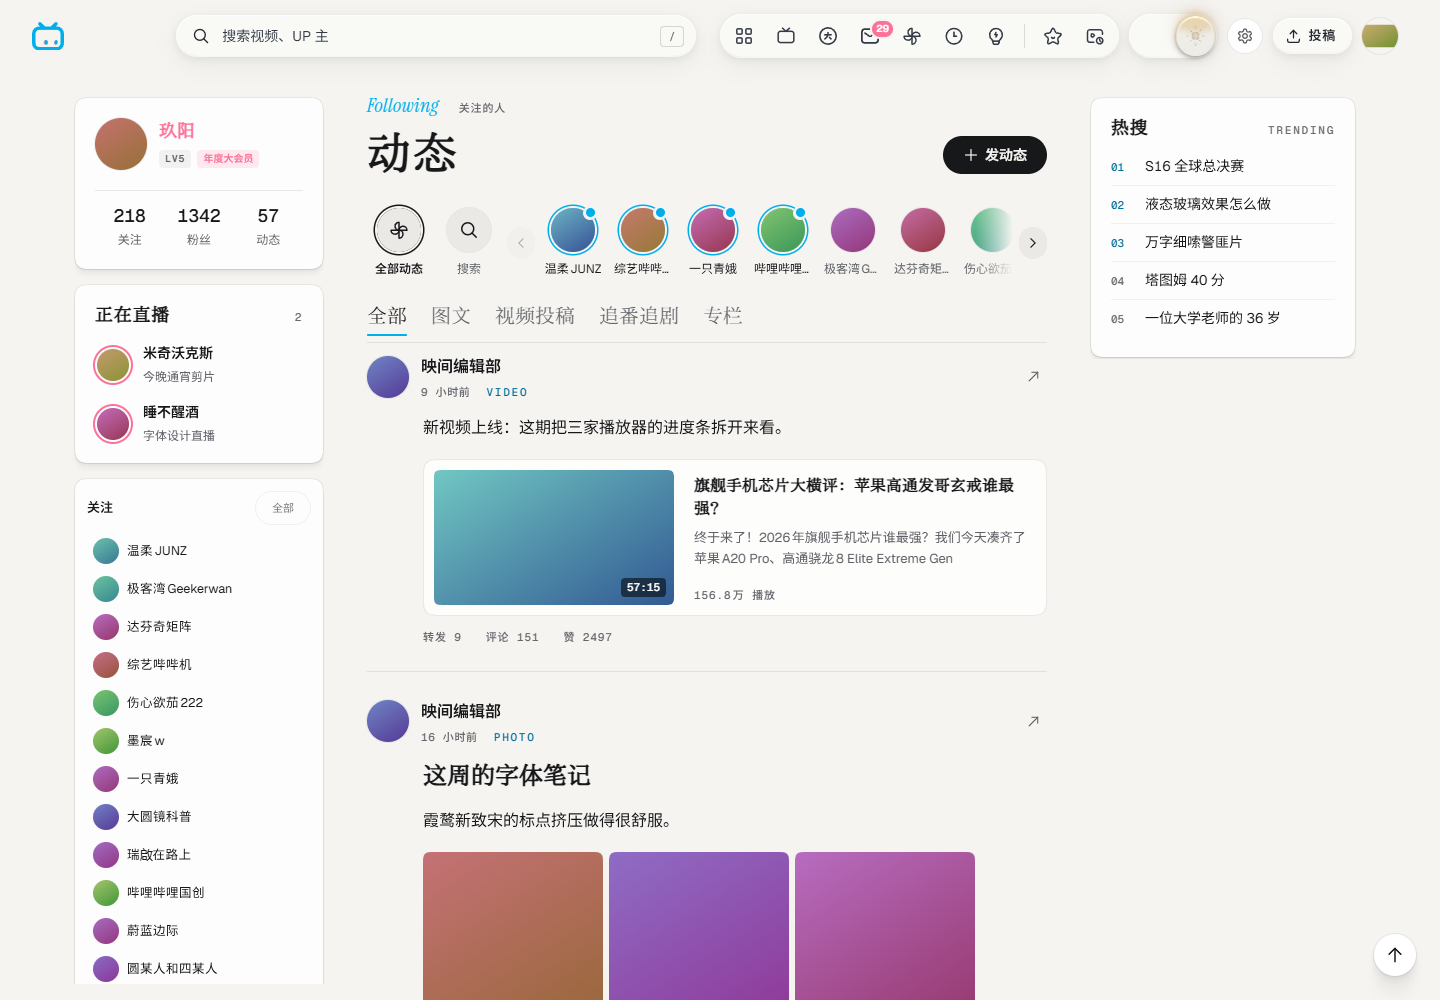 搜索视频、UP 主
/
29
投稿
玖阳
LV5 年度大会员
218 1342 57
关注 粉丝 动态
正在直播 2
米奇沃克斯
今晚通宵剪片
睡不醒酒
字体设计直播
关注 全部
温柔 JUNZ
极客湾 Geekerwan
达芬奇矩阵
综艺哔哔机
伤心欲茄 222
墨宸 w
一只青娥
大圆镜科普
瑞啟在路上
哔哩哔哩国创
蔚蓝边际
圆某人和四某人
Following 关注的人
动态
发动态
全部动态 搜索 温柔 JUNZ 综艺哔哔… 一只青娥 哔哩哔哩… 极客湾 G… 达芬奇矩… 伤心欲茄
全部 图文 视频投稿 追番追剧 专栏
映间编辑部
9 小时前 VIDEO
新视频上线：这期把三家播放器的进度条拆开来看。
57:15
旗舰手机芯片大横评：苹果高通发哥玄戒谁最
强？
终于来了！2026 年旗舰手机芯片谁最强？我们今天凑齐了
苹果 A20 Pro、高通骁龙 8 Elite Extreme Gen
156.8万 播放
转发 9 评论 151 赞 2497
映间编辑部
16 小时前 PHOTO
这周的字体笔记
霞鹜新致宋的标点挤压做得很舒服。
热搜 TRENDING
01 S16 全球总决赛
02 液态玻璃效果怎么做
03 万字细嗦警匪片
04 塔图姆 40 分
05 一位大学老师的 36 岁